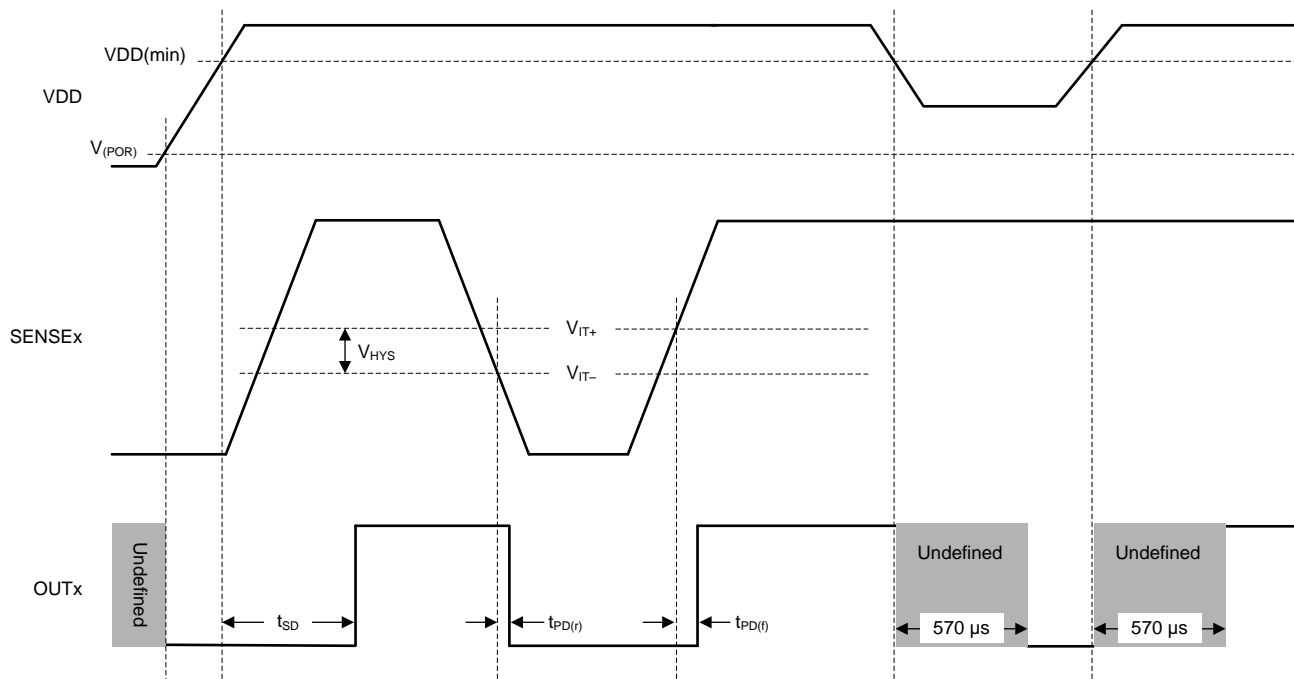 VDD(min)
VDD
V(POR)
SENSEx
VIT+
VHYS
VIT–
OUTx
Undefined
Undefined
Undefined
tSD
tPD(r)
tPD(f)
570 µs
570 µs